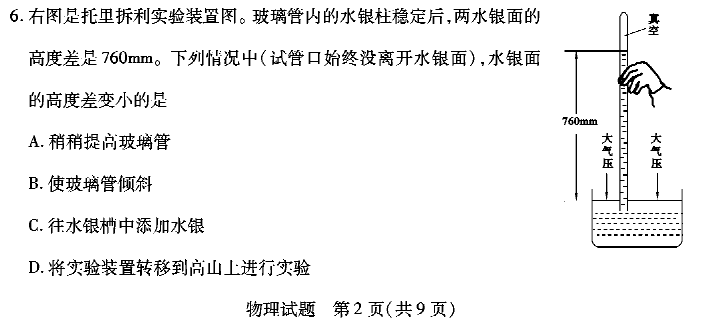 6. 右图是托里拆利实验装置图。玻璃管内的水银柱稳定后,两水银面的
高度差是760mm。下列情况中(试管口始终没离开水银面),水银面
的高度差变小的是
A. 稍稍提高玻璃管
B. 使玻璃管倾斜
C. 往水银槽中添加水银
D. 将实验装置转移到高山上进行实验
真空
760mm
大气压
大气压
物理试题 第2页(共9页)